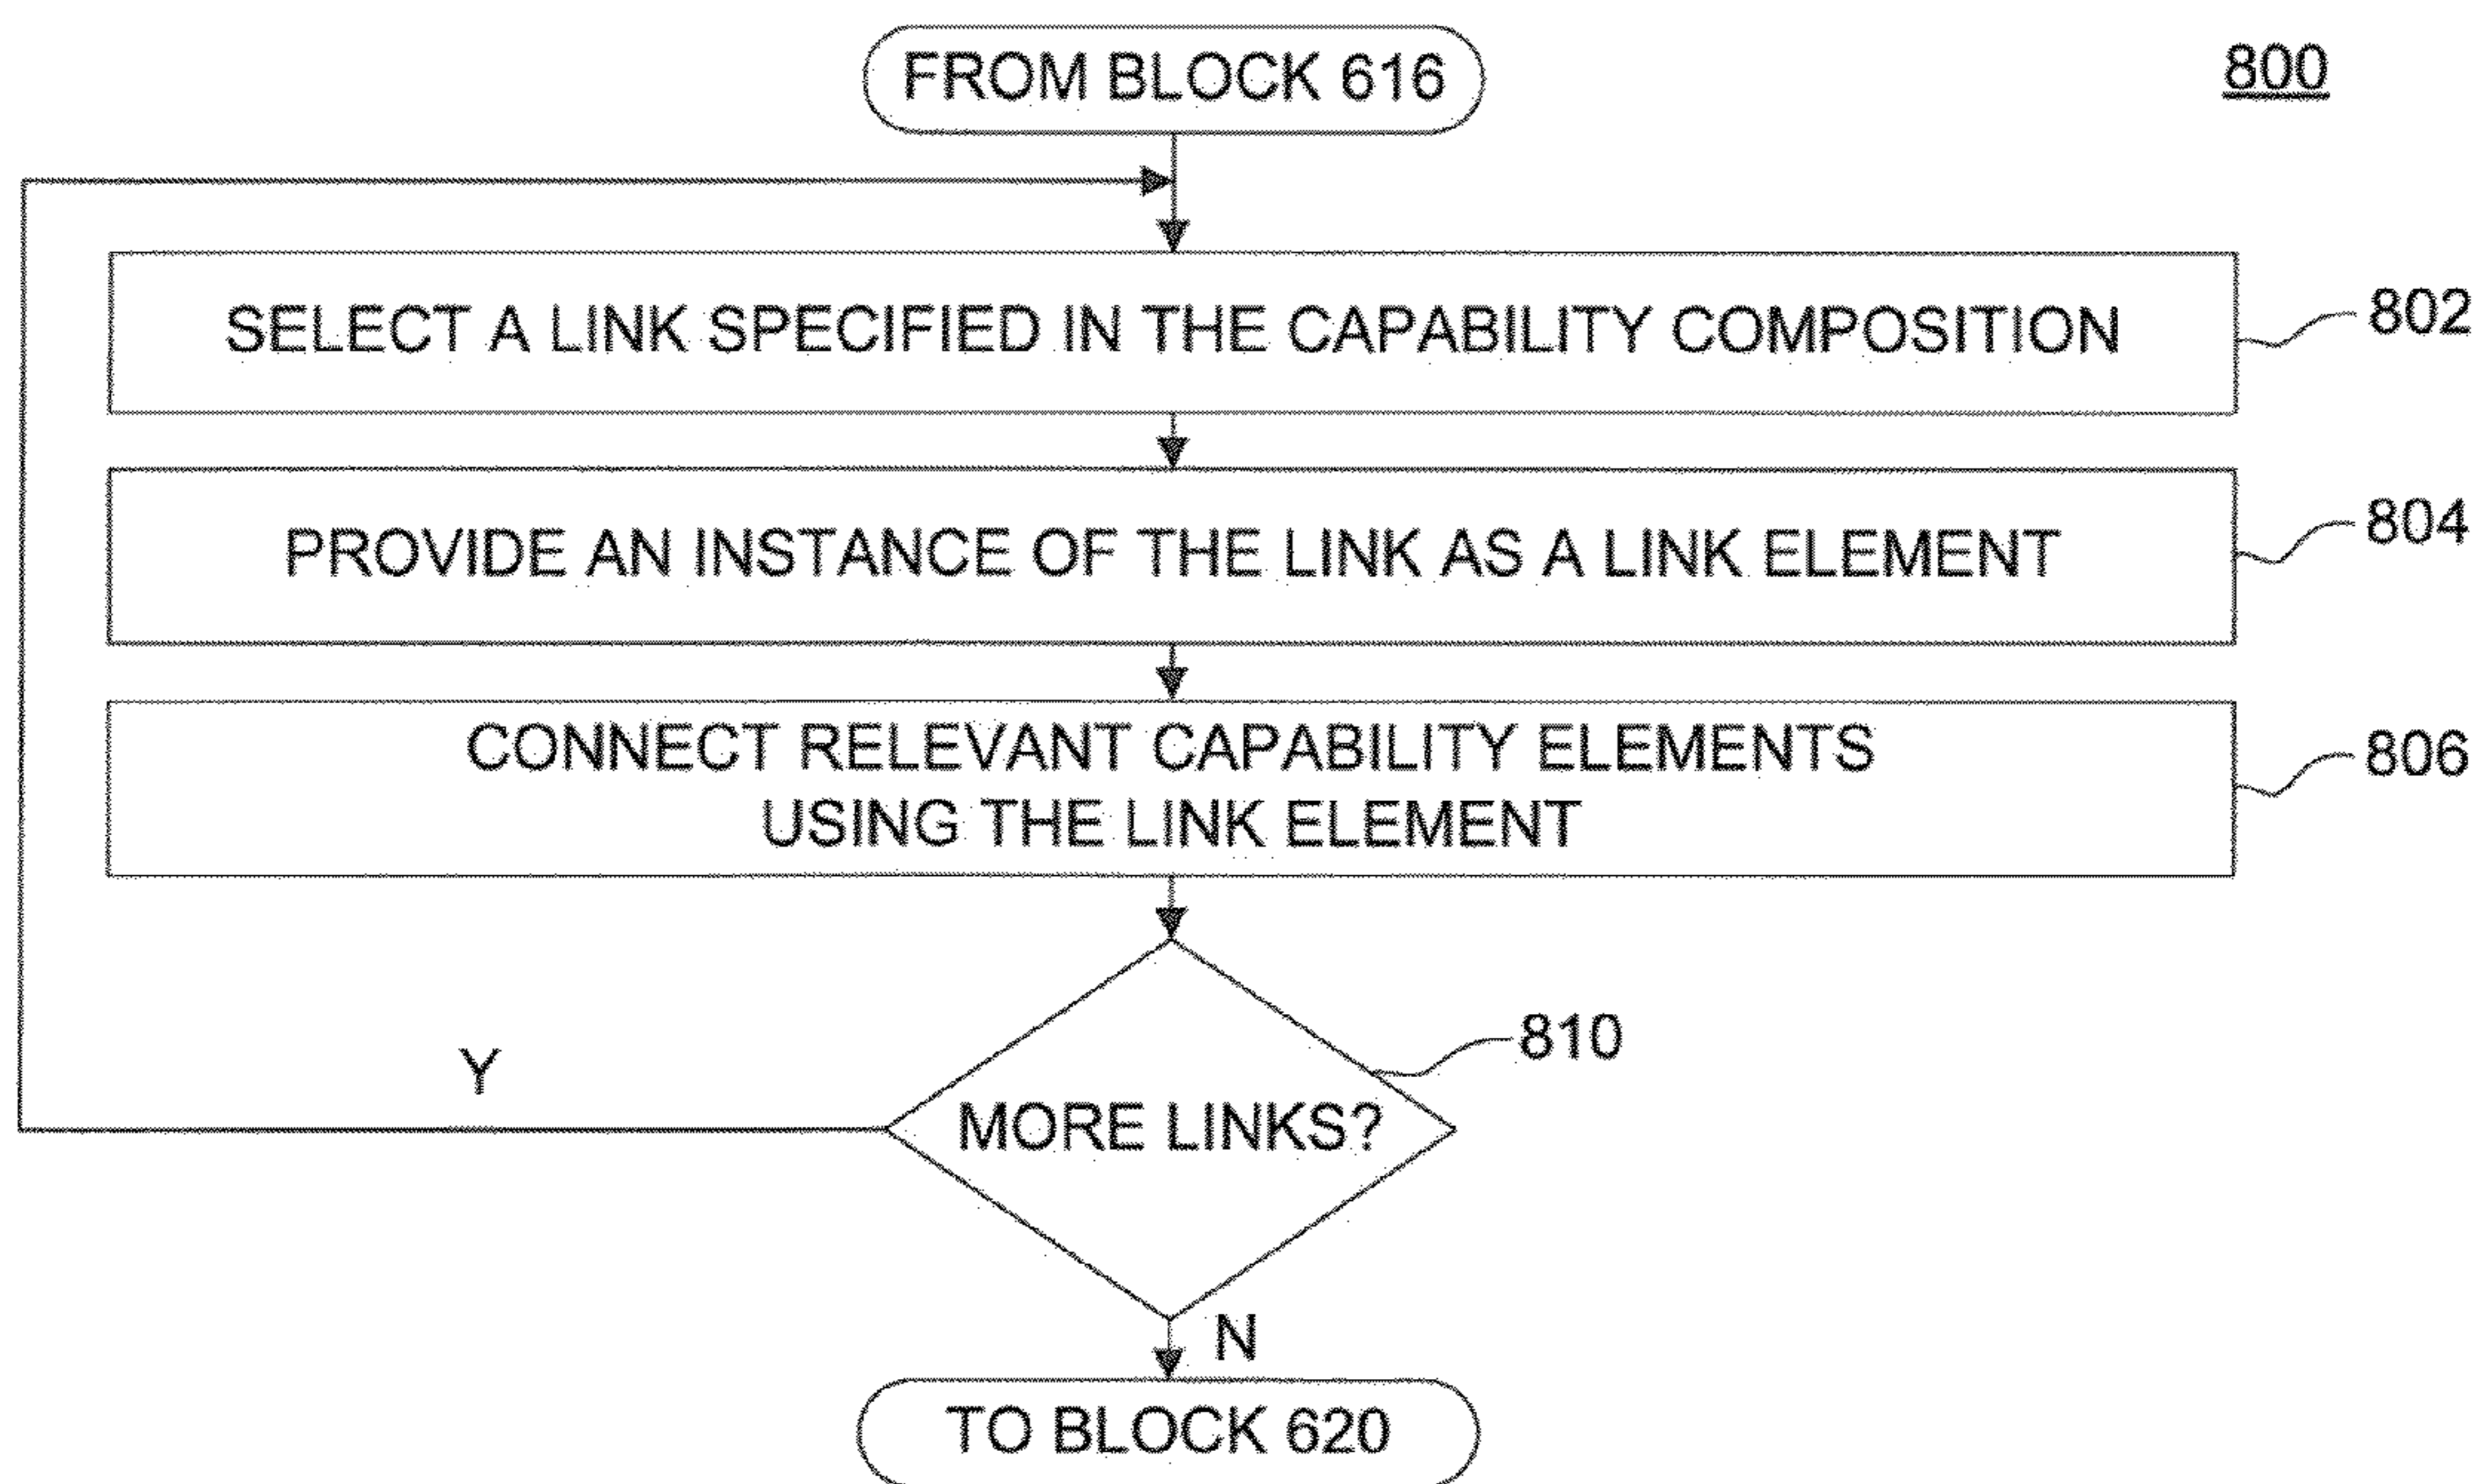 FROM BLOCK 616
800
SELECT A LINK SPECIFIED IN THE CAPABILITY COMPOSITION
802
PROVIDE AN INSTANCE OF THE LINK AS A LINK ELEMENT
804
CONNECT RELEVANT CAPABILITY ELEMENTS
USING THE LINK ELEMENT
806
810
Y
MORE LINKS?
N
TO BLOCK 620